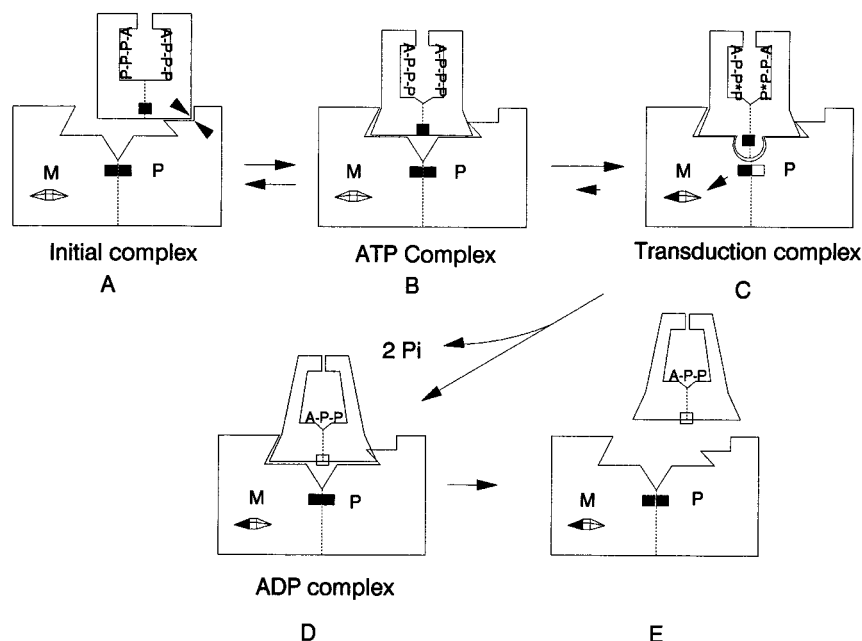 P-P-P-A A-P-P-P
M P
Initial complex
A
A-P-P-P A-P-P-P
M P
ATP Complex
B
A-P-P*P P*P-P-A
M P
Transduction complex
C
2 Pi
A-P-P
M P
ADP complex
D
A-P-P
M P
E